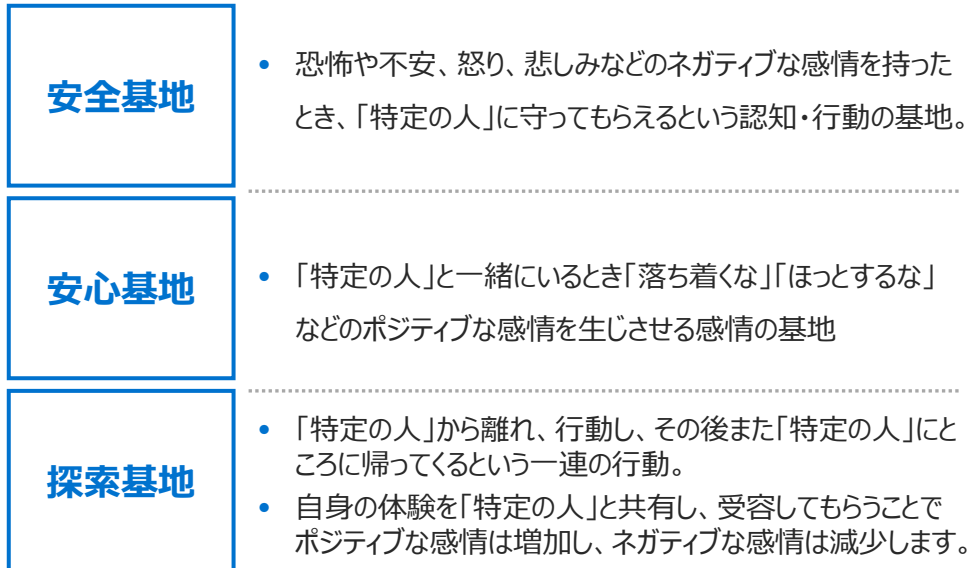 安全基地
• 恐怖や不安、怒り、悲しみなどのネガティブな感情を持った
とき、「特定の人」に守ってもらえるという認知・行動の基地。
安心基地
• 「特定の人」と一緒にいるとき「落ち着くな」「ほっとするな」
などのポジティブな感情を生じさせる感情の基地
探索基地
• 「特定の人」から離れ、行動し、その後また「特定の人」にと
ころに帰ってくるという一連の行動。
• 自身の体験を「特定の人」と共有し、受容してもらうことで
ポジティブな感情は増加し、ネガティブな感情は減少します。